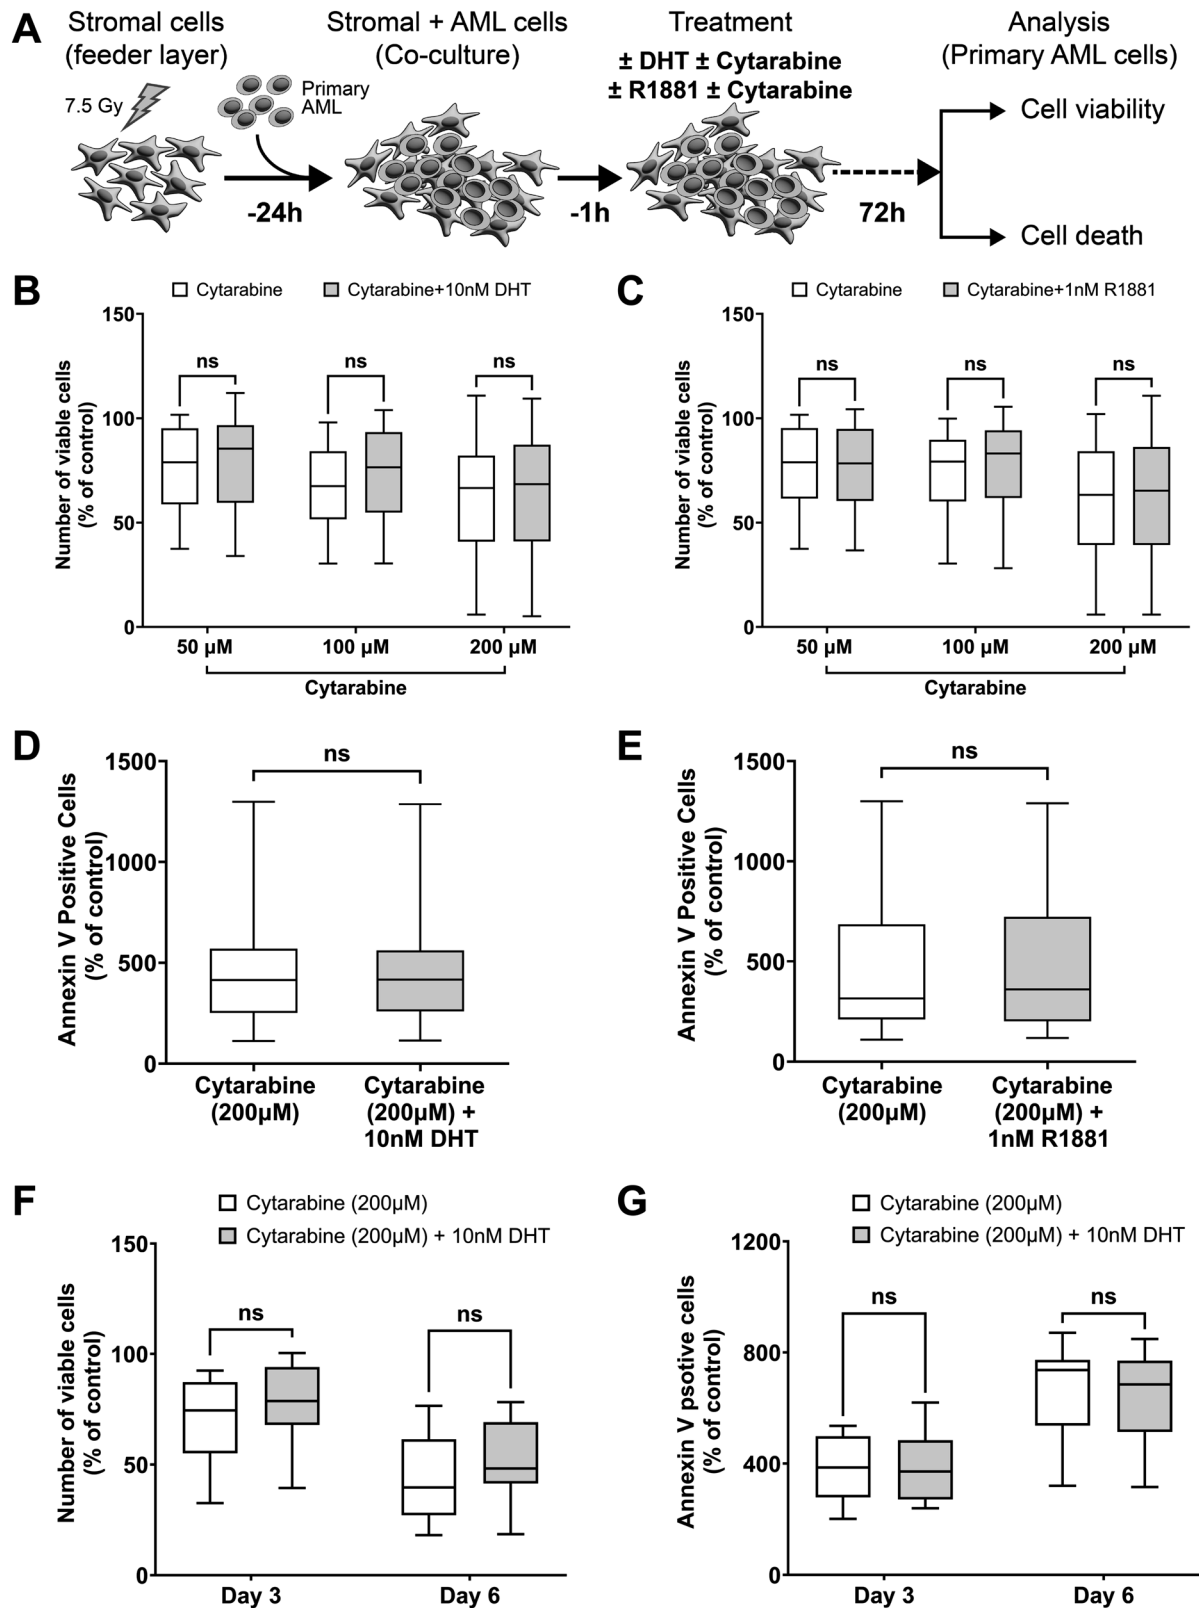 A
Stromal cells
(feeder layer)
Stromal + AML cells
(Co-culture)
Treatment
± DHT ± Cytarabine
± R1881 ± Cytarabine
Analysis
(Primary AML cells)
7.5 Gy
Primary
AML
-24h
-1h
72h
Cell viability
Cell death
B
Cytarabine
Cytarabine+10nM DHT
Number of viable cells
(% of control)
150
100
50
0
ns
ns
ns
50 µM
100 µM
200 µM
Cytarabine
C
Cytarabine
Cytarabine+1nM R1881
Number of viable cells
(% of control)
150
100
50
0
ns
ns
ns
50 µM
100 µM
200 µM
Cytarabine
D
Annexin V Positive Cells
(% of control)
1500
1000
500
0
ns
Cytarabine
(200µM)
Cytarabine
(200µM) +
10nM DHT
E
Annexin V Positive Cells
(% of control)
1500
1000
500
0
ns
Cytarabine
(200µM)
Cytarabine
(200µM) +
1nM R1881
F
Cytarabine (200µM)
Cytarabine (200µM) + 10nM DHT
Number of viable cells
(% of control)
150
100
50
0
ns
ns
Day 3
Day 6
G
Cytarabine (200µM)
Cytarabine (200µM) + 10nM DHT
Annexin V psotive cells
(% of control)
1200
800
400
0
ns
ns
Day 3
Day 6